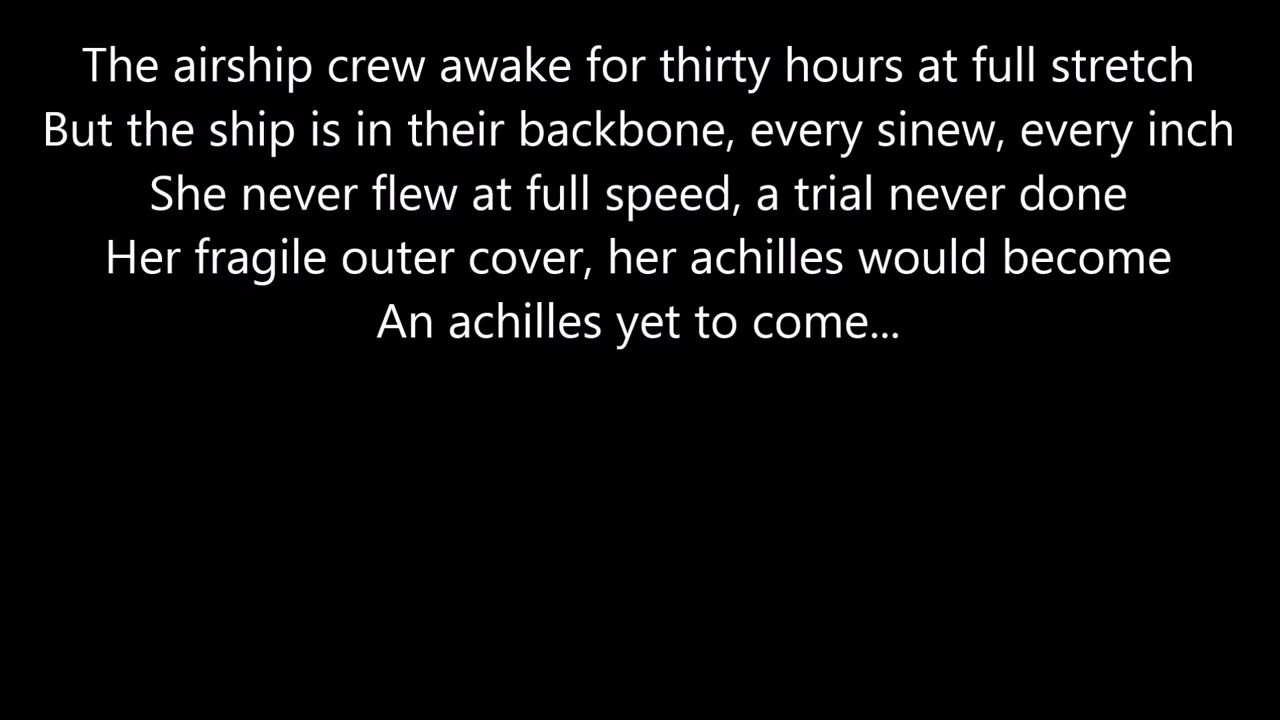 The airship crew awake for thirty hours at full stretch
But the ship is in their backbone, every sinew, every inch
She never flew at full speed, a trial never done
Her fragile outer cover, her achilles would become
An achilles yet to come...